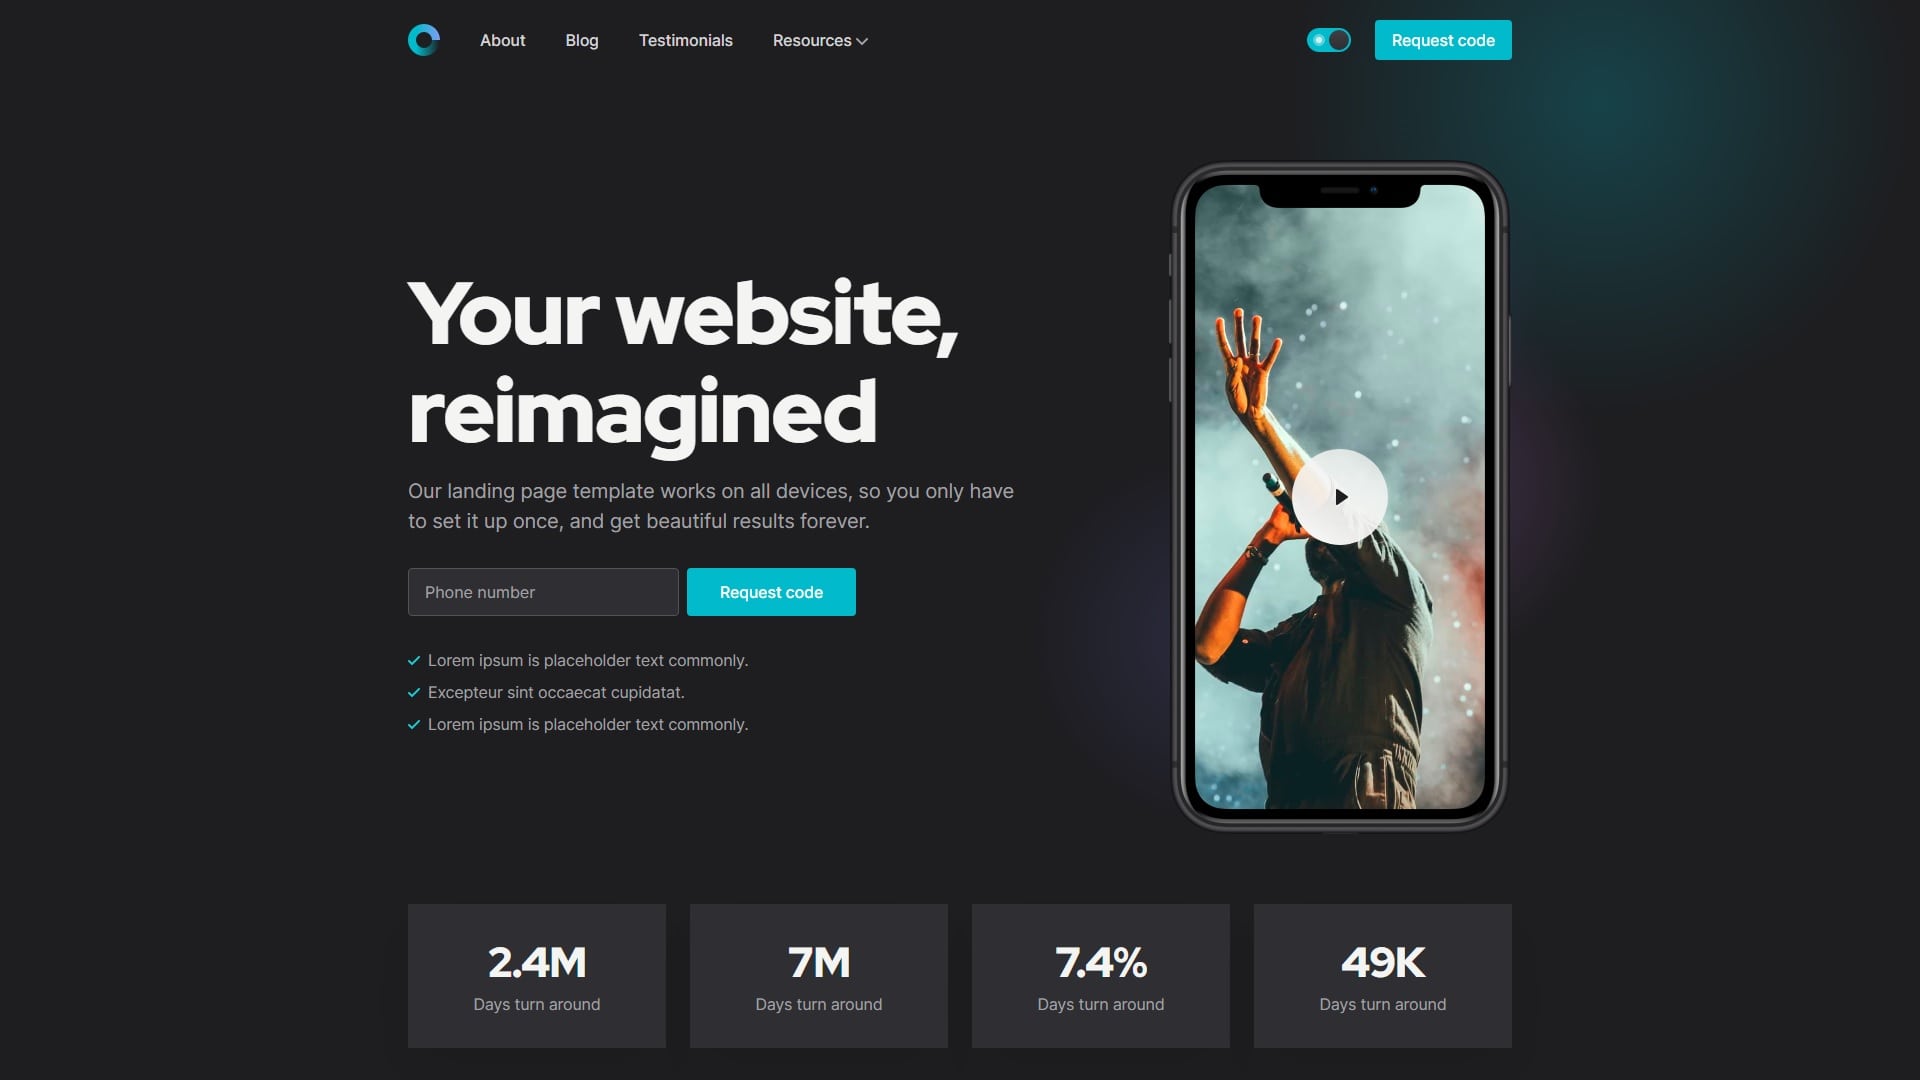 About
Blog
Testimonials
Resources
Request code
Your website,
reimagined
Our landing page template works on all devices, so you only have
to set it up once, and get beautiful results forever.
Phone number
Request code
Lorem ipsum is placeholder text commonly.
Excepteur sint occaecat cupidatat.
Lorem ipsum is placeholder text commonly.
2.4M
Days turn around
7M
Days turn around
7.4%
Days turn around
49K
Days turn around